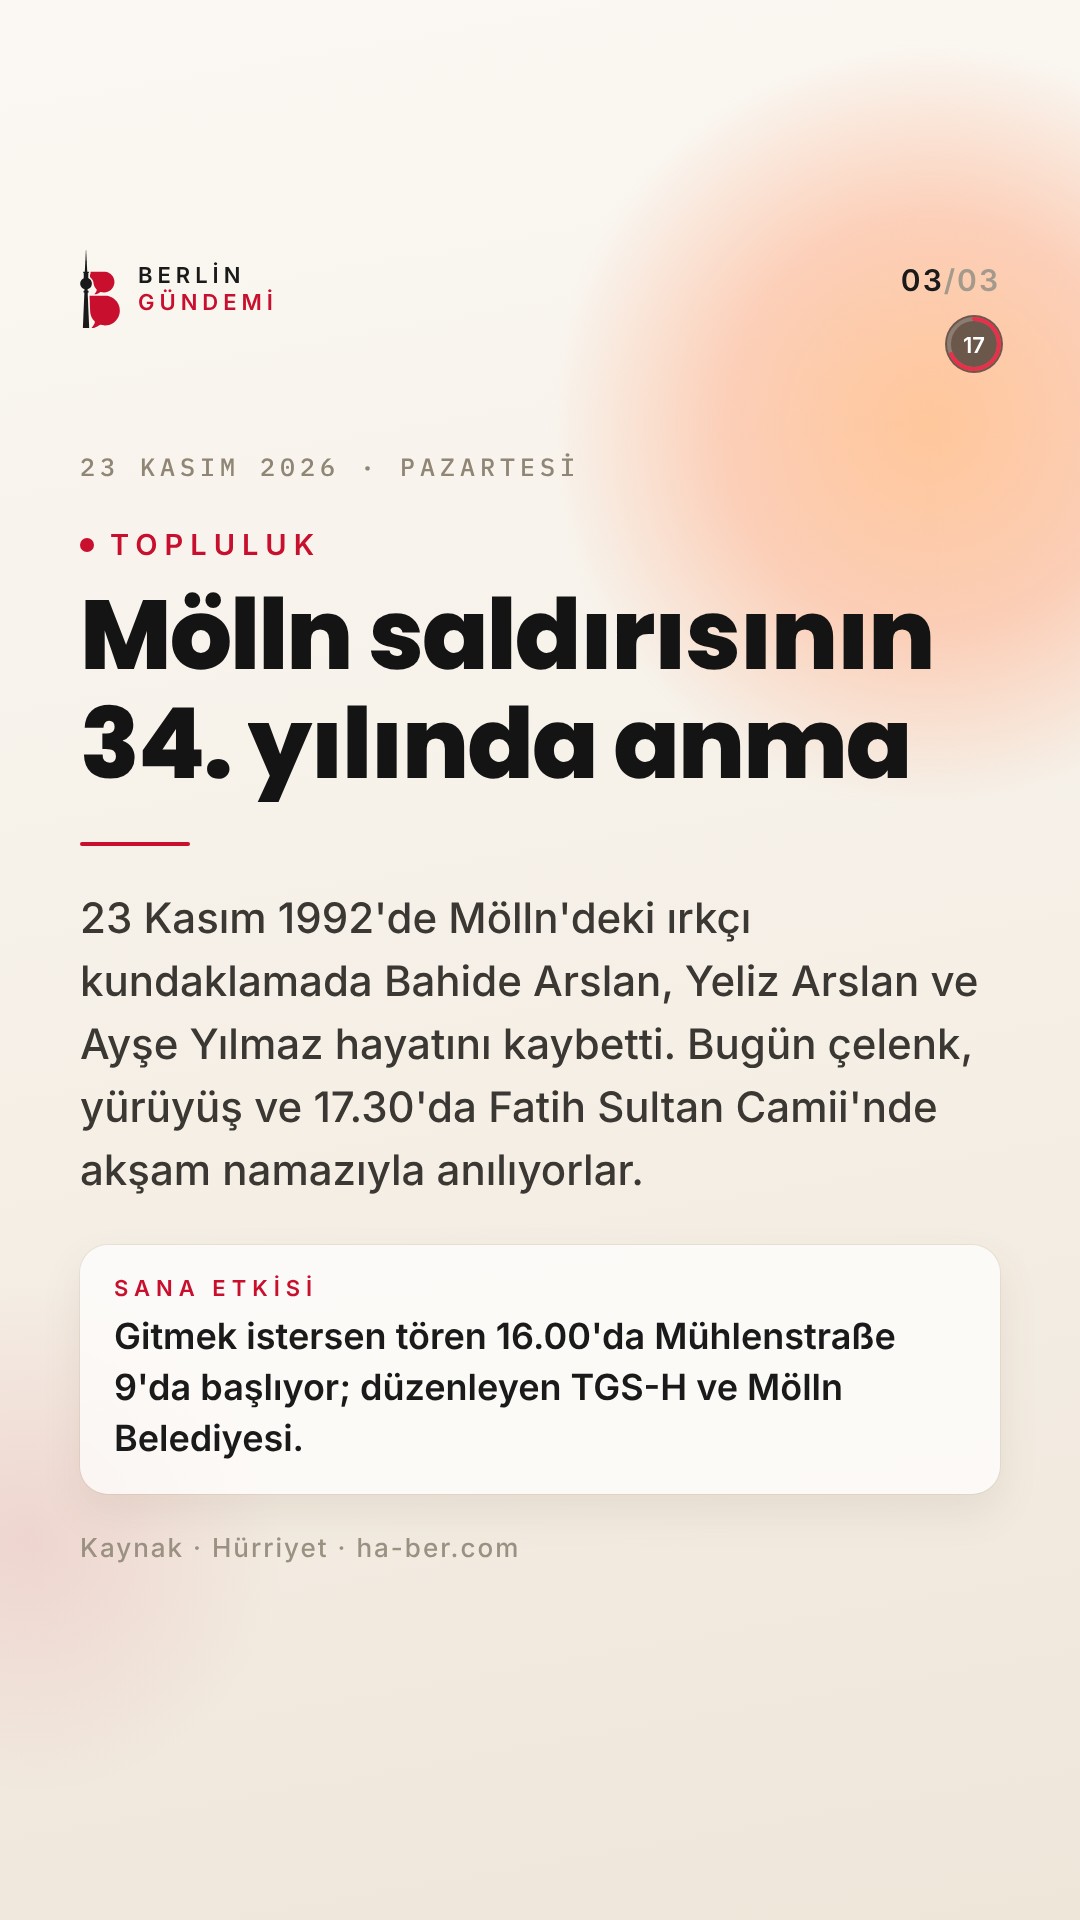 BERLİN
GÜNDEMİ
03/03
17
23 KASIM 2026 · PAZARTESİ
TOPLULUK
Mölln saldırısının
34. yılında anma
23 Kasım 1992'de Mölln'deki ırkçı
kundaklamada Bahide Arslan, Yeliz Arslan ve
Ayşe Yılmaz hayatını kaybetti. Bugün çelenk,
yürüyüş ve 17.30'da Fatih Sultan Camii'nde
akşam namazıyla anılıyorlar.
SANA ETKİSİ
Gitmek istersen tören 16.00'da Mühlenstraße
9'da başlıyor; düzenleyen TGS-H ve Mölln
Belediyesi.
Kaynak · Hürriyet · ha-ber.com